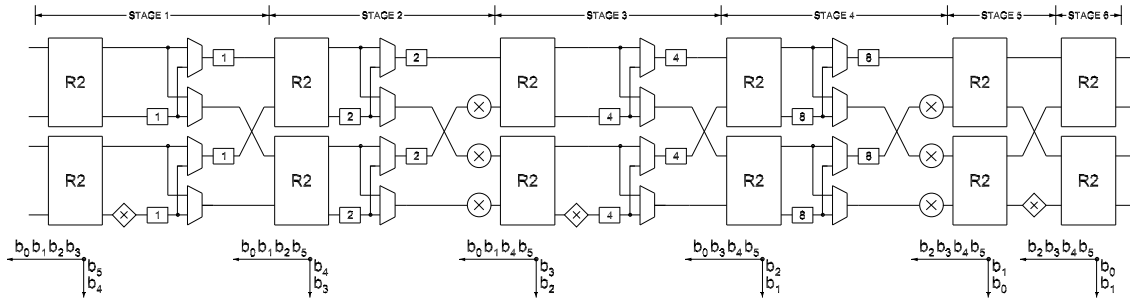 STAGE 1 STAGE 2 STAGE 3 STAGE 4 STAGE 5 STAGE 6
R2 1 R2 2 R2 4 R2 8 R2 R2
1 2 4 8
R2 1 R2 2 R2 4 R2 8 R2 R2
1 2 4 8
b0 b1 b2 b3 b0 b1 b2 b5 b0 b1 b4 b5 b0 b3 b4 b5 b2 b3 b4 b5 b2 b3 b4 b5
b5 b4 b3 b2 b1 b0
b4 b3 b2 b1 b0 b1